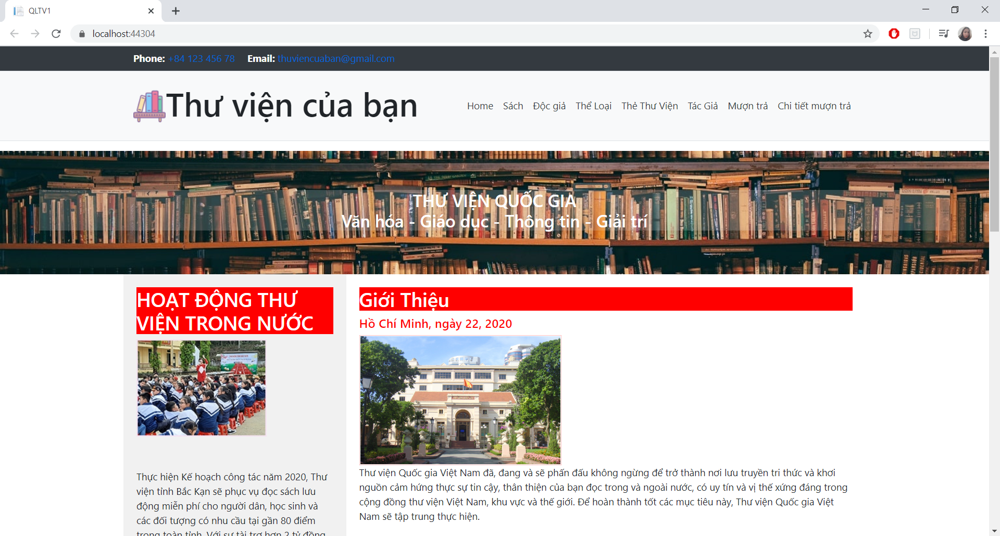 QLTV1
localhost:44304
Phone: +84 123 456 78 Email: thuviencuaban@gmail.com
Thư viện của bạn
Home Sách Độc giả Thể Loại Thẻ Thư Viện Tác Giả Mượn trả Chi tiết mượn trả
THƯ VIỆN QUỐC GIA
Văn hóa - Giáo dục - Thông tin - Giải trí
HOẠT ĐỘNG THƯ
VIỆN TRONG NƯỚC
Thực hiện Kế hoạch công tác năm 2020, Thư
viện tỉnh Bắc Kạn sẽ phục vụ đọc sách lưu
động miễn phí cho người dân, học sinh và
các đối tượng có nhu cầu tại gần 80 điểm
trong toàn tỉnh. Với sự tài trợ hơn 2 tỷ đồng
Giới Thiệu
Hồ Chí Minh, ngày 22, 2020
Thư viện Quốc gia Việt Nam đã, đang và sẽ phấn đấu không ngừng để trở thành nơi lưu truyền tri thức và khơi
nguồn cảm hứng thực sự tin cậy, thân thiện của bạn đọc trong và ngoài nước, có uy tín và vị thế xứng đáng trong
cộng đồng thư viện Việt Nam, khu vực và thế giới. Để hoàn thành tốt các mục tiêu này, Thư viện Quốc gia Việt
Nam sẽ tập trung thực hiện.